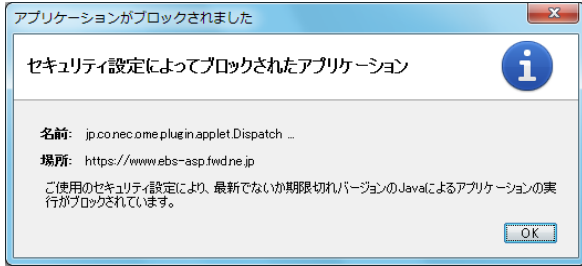 アプリケーションがブロックされました
セキュリティ設定によってブロックされたアプリケーション
名前: jp.co.nec.ome.plugin.applet.Dispatch ...
場所: https://www.ebs-asp.fwd.ne.jp
ご使用のセキュリティ設定により、最新でないか期限切れバージョンのJavaによるアプリケーションの実
行がブロックされています。
OK